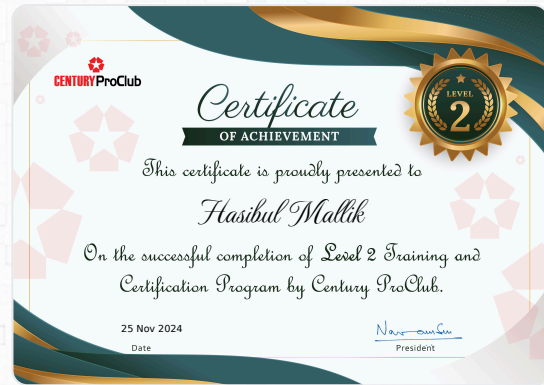 CENTURY ProClub
Certificate
OF ACHIEVEMENT
LEVEL
2
This certificate is proudly presented to
Hasibul Mallik
On the successful completion of Level 2 Training and
Certification Program by Century ProClub.
25 Nov 2024
Date
President